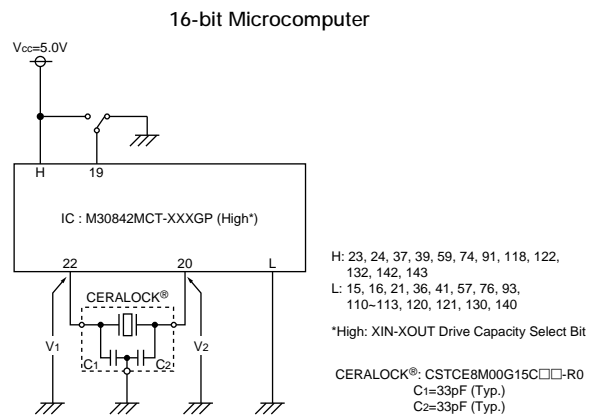 16-bit Microcomputer
Vcc=5.0V
H 19
IC : M30842MCT-XXXGP (High*)
22 20 L
CERALOCK®
V1 V2
C1 C2
H: 23, 24, 37, 39, 59, 74, 91, 118, 122,
132, 142, 143
L: 15, 16, 21, 36, 41, 57, 76, 93,
110~113, 120, 121, 130, 140
*High: XIN-XOUT Drive Capacity Select Bit
CERALOCK®: CSTCE8M00G15C□□-R0
C1=33pF (Typ.)
C2=33pF (Typ.)